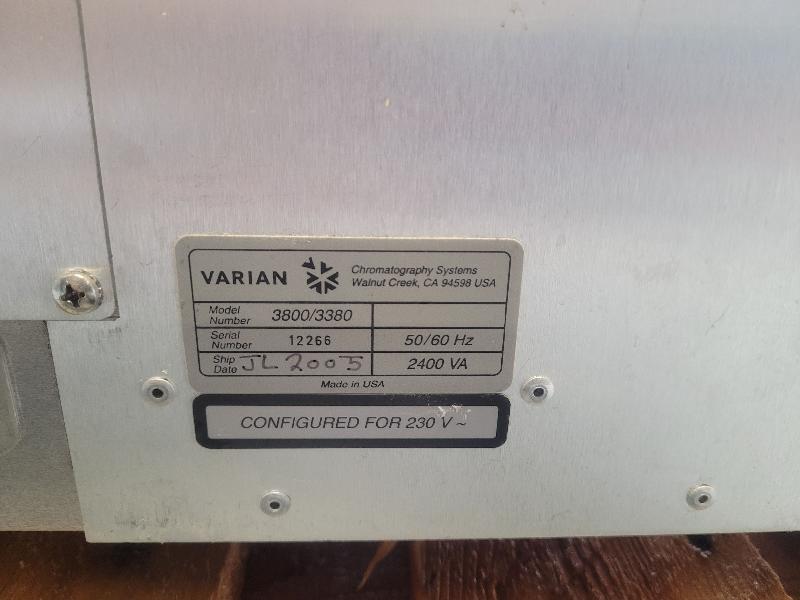 VARIAN
Chromatography Systems
Walnut Creek, CA 94598 USA
Model Number 3800/3380
Serial Number 12266 50/60 Hz
Ship Date JL 2005 2400 VA
Made in USA
CONFIGURED FOR 230 V ~